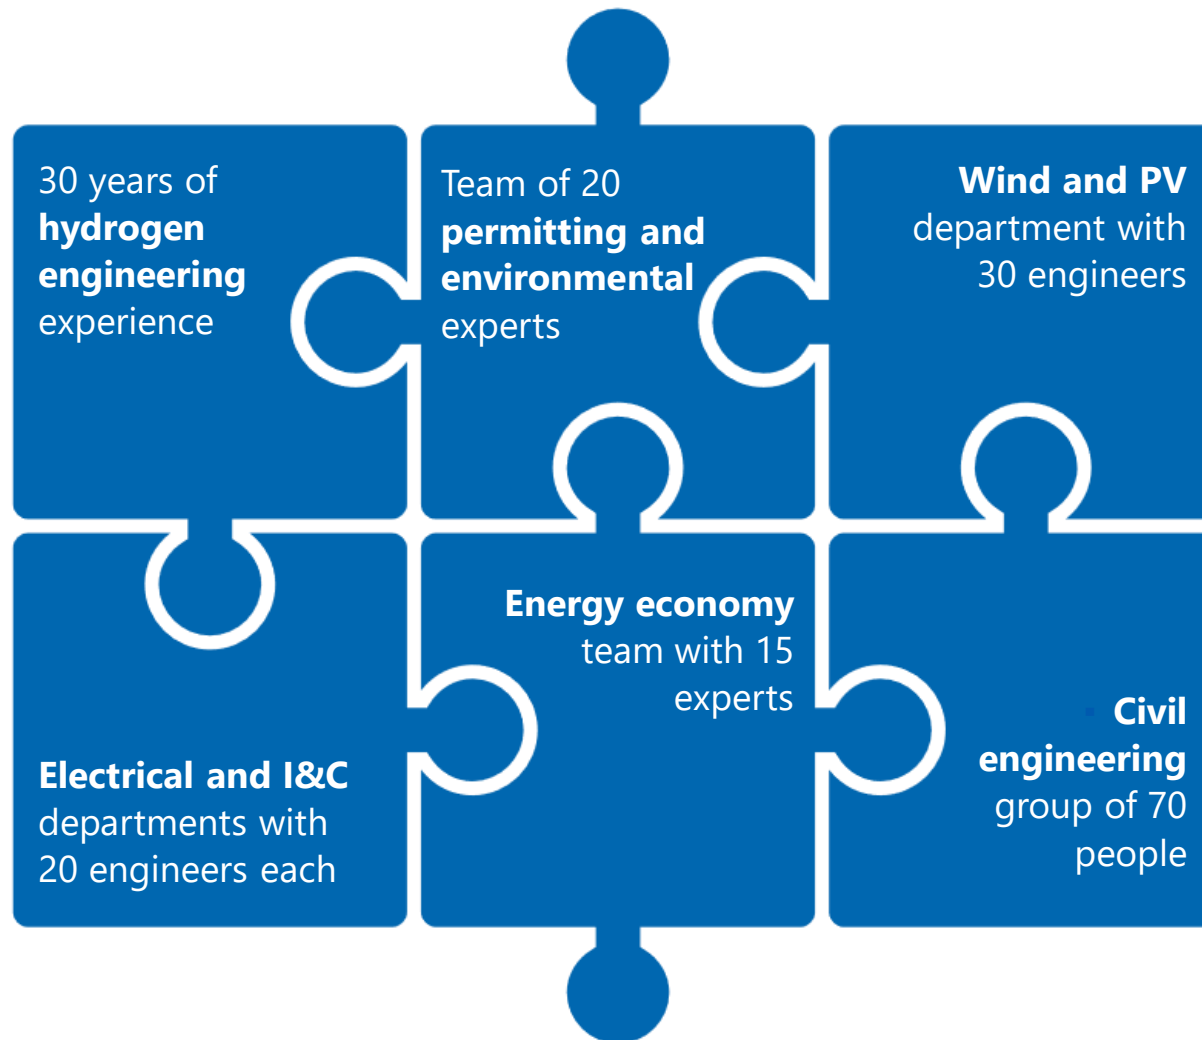 30 years of
hydrogen
engineering
experience
Team of 20
permitting and
environmental
experts
Wind and PV
department with
30 engineers
Electrical and I&C
departments with
20 engineers each
Energy economy
team with 15
experts
Civil
engineering
group of 70
people